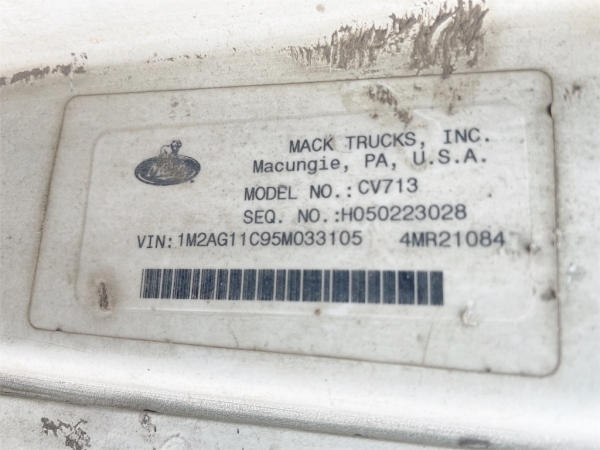 MACK TRUCKS, INC.
Macungie, PA, U.S.A.
MODEL NO.:CV713
SEQ. NO.:H050223028
VIN:1M2AG11C95M033105 4MR21084